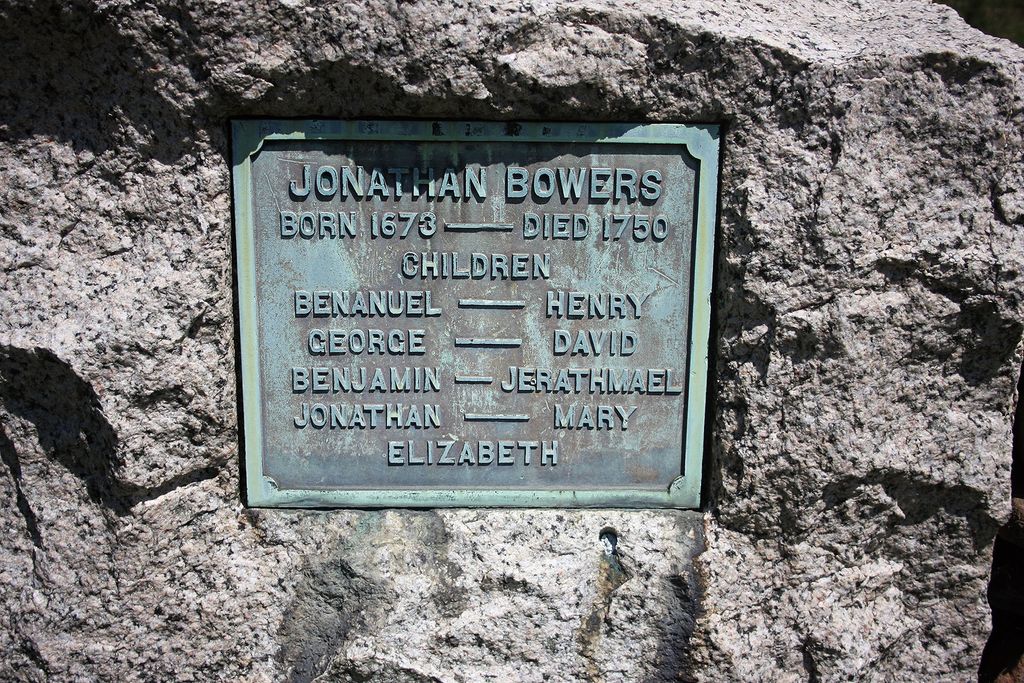 JONATHAN BOWERS
BORN 1673 — DIED 1750
CHILDREN
BENANUEL — HENRY
GEORGE — DAVID
BENJAMIN — JERATHMAEL
JONATHAN — MARY
ELIZABETH